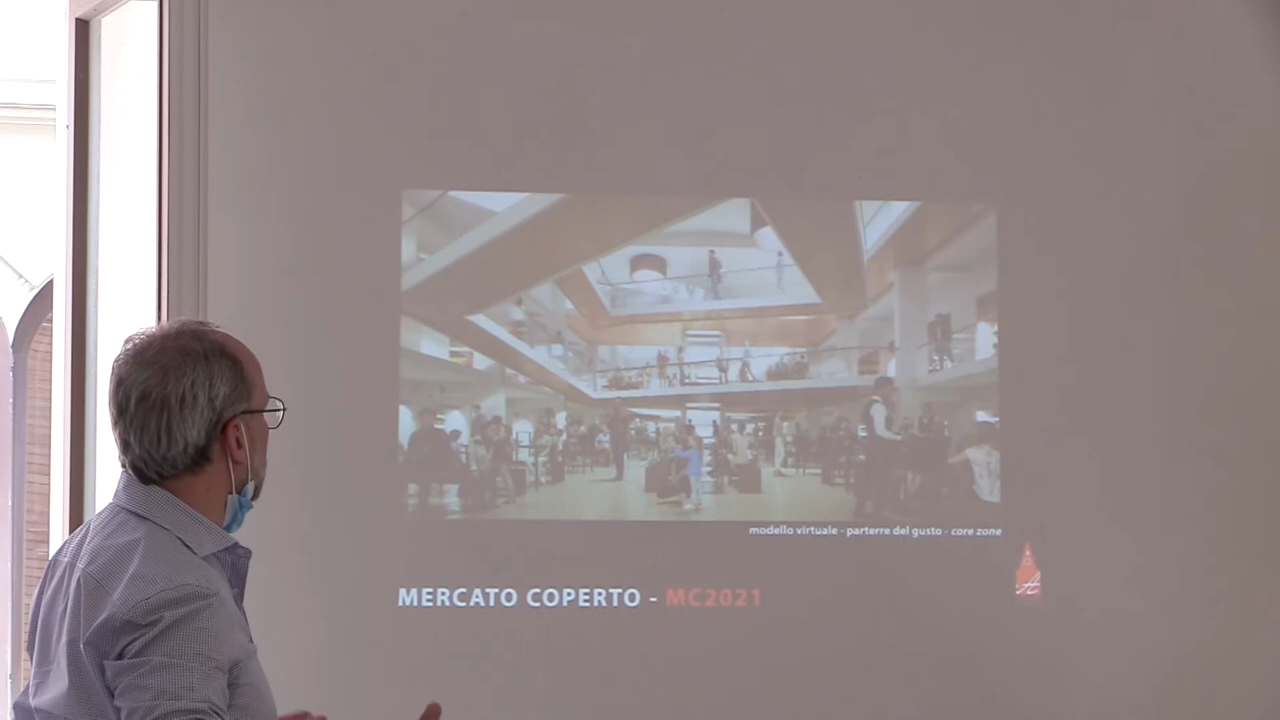 modello virtuale - parterre del gusto - core zone
MERCATO COPERTO - MC2021